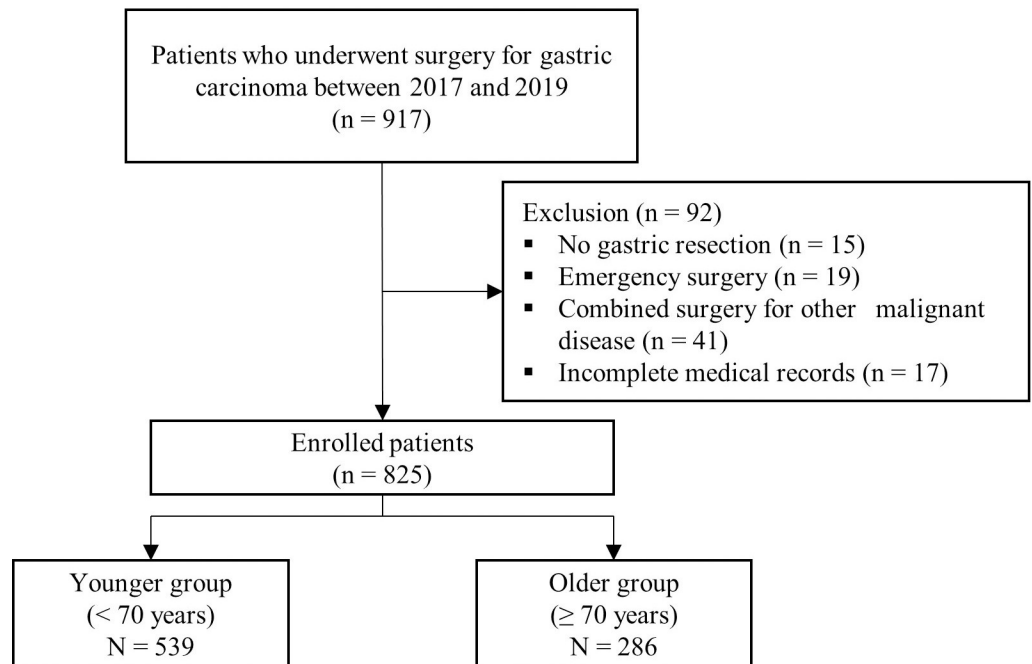 Patients who underwent surgery for gastric
carcinoma between 2017 and 2019
(n = 917)
Exclusion (n = 92)
▪ No gastric resection (n = 15)
▪ Emergency surgery (n = 19)
▪ Combined surgery for other malignant
disease (n = 41)
▪ Incomplete medical records (n = 17)
Enrolled patients
(n = 825)
Younger group
(< 70 years)
N = 539
Older group
(≥ 70 years)
N = 286